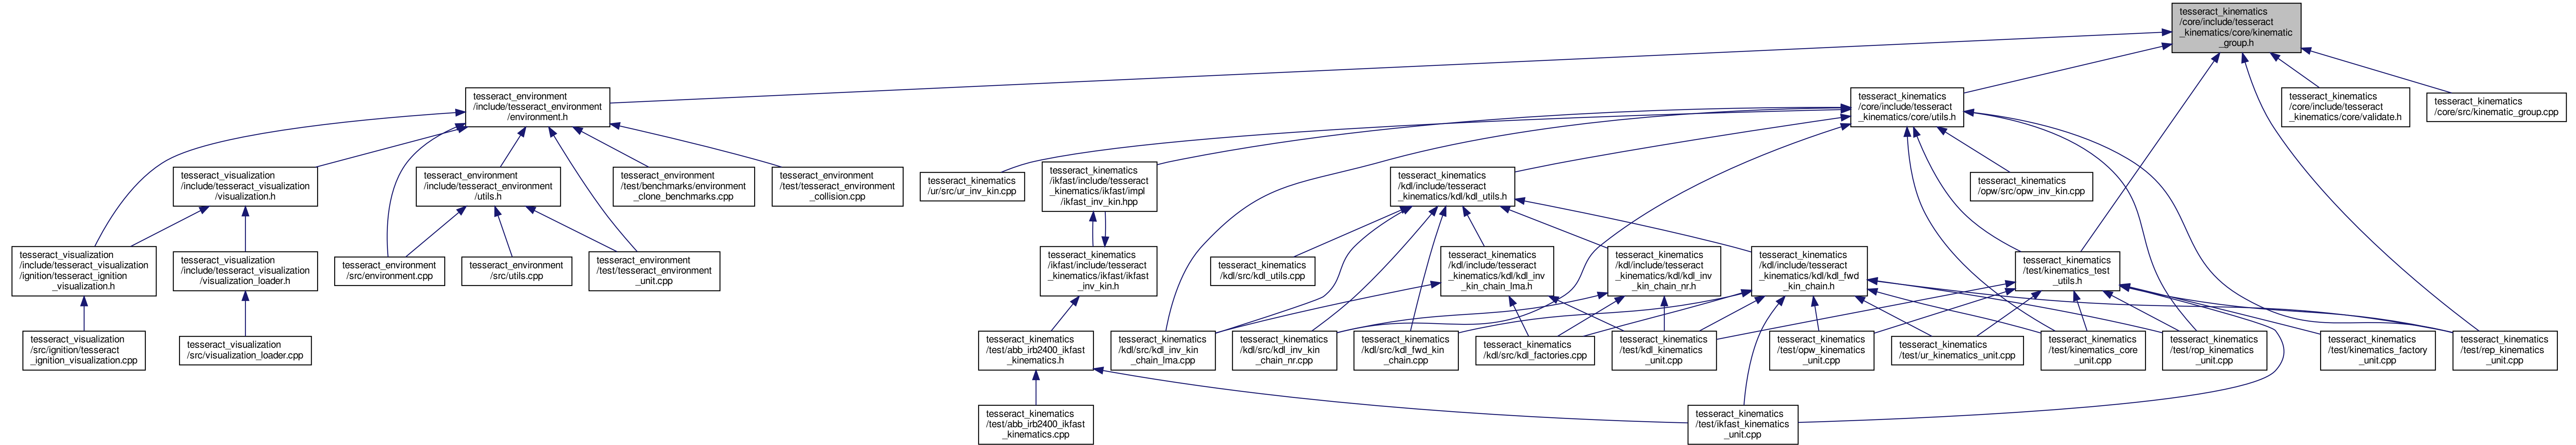 tesseract_kinematics
/core/include/tesseract
_kinematics/core/kinematic
_group.h
tesseract_environment
/include/tesseract_environment
/environment.h
tesseract_kinematics
/core/include/tesseract
_kinematics/core/utils.h
tesseract_kinematics
/core/include/tesseract
_kinematics/core/validate.h
tesseract_kinematics
/core/src/kinematic_group.cpp
tesseract_visualization
/include/tesseract_visualization
/visualization.h
tesseract_environment
/include/tesseract_environment
/utils.h
tesseract_environment
/test/benchmarks/environment
_clone_benchmarks.cpp
tesseract_environment
/test/tesseract_environment
_collision.cpp
tesseract_kinematics
/ur/src/ur_inv_kin.cpp
tesseract_kinematics
/ikfast/include/tesseract
_kinematics/ikfast/impl
/ikfast_inv_kin.hpp
tesseract_kinematics
/kdl/include/tesseract
_kinematics/kdl/kdl_utils.h
tesseract_kinematics
/opw/src/opw_inv_kin.cpp
tesseract_visualization
/include/tesseract_visualization
/ignition/tesseract_ignition
_visualization.h
tesseract_visualization
/include/tesseract_visualization
/visualization_loader.h
tesseract_environment
/src/environment.cpp
tesseract_environment
/src/utils.cpp
tesseract_environment
/test/tesseract_environment
_unit.cpp
tesseract_kinematics
/ikfast/include/tesseract
_kinematics/ikfast/ikfast
_inv_kin.h
tesseract_kinematics
/kdl/src/kdl_utils.cpp
tesseract_kinematics
/kdl/include/tesseract
_kinematics/kdl/kdl_inv
_kin_chain_lma.h
tesseract_kinematics
/kdl/include/tesseract
_kinematics/kdl/kdl_inv
_kin_chain_nr.h
tesseract_kinematics
/kdl/include/tesseract
_kinematics/kdl/kdl_fwd
_kin_chain.h
tesseract_kinematics
/test/kinematics_test
_utils.h
tesseract_visualization
/src/ignition/tesseract
_ignition_visualization.cpp
tesseract_visualization
/src/visualization_loader.cpp
tesseract_kinematics
/test/abb_irb2400_ikfast
_kinematics.h
tesseract_kinematics
/kdl/src/kdl_inv_kin
_chain_lma.cpp
tesseract_kinematics
/kdl/src/kdl_inv_kin
_chain_nr.cpp
tesseract_kinematics
/kdl/src/kdl_fwd_kin
_chain.cpp
tesseract_kinematics
/kdl/src/kdl_factories.cpp
tesseract_kinematics
/test/kdl_kinematics
_unit.cpp
tesseract_kinematics
/test/opw_kinematics
_unit.cpp
tesseract_kinematics
/test/ur_kinematics_unit.cpp
tesseract_kinematics
/test/kinematics_core
_unit.cpp
tesseract_kinematics
/test/rop_kinematics
_unit.cpp
tesseract_kinematics
/test/kinematics_factory
_unit.cpp
tesseract_kinematics
/test/rep_kinematics
_unit.cpp
tesseract_kinematics
/test/abb_irb2400_ikfast
_kinematics.cpp
tesseract_kinematics
/test/ikfast_kinematics
_unit.cpp